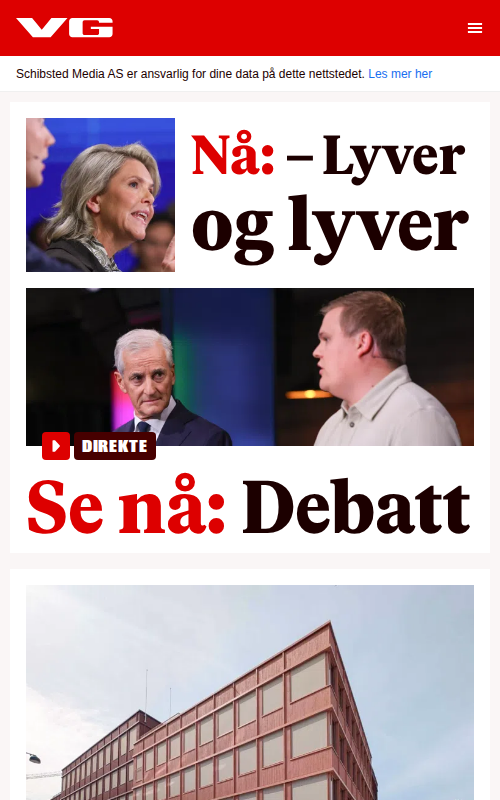 VG
Schibsted Media AS er ansvarlig for dine data på dette nettstedet. Les mer her
Nå: – Lyver
og lyver
DIREKTE
Se nå: Debatt